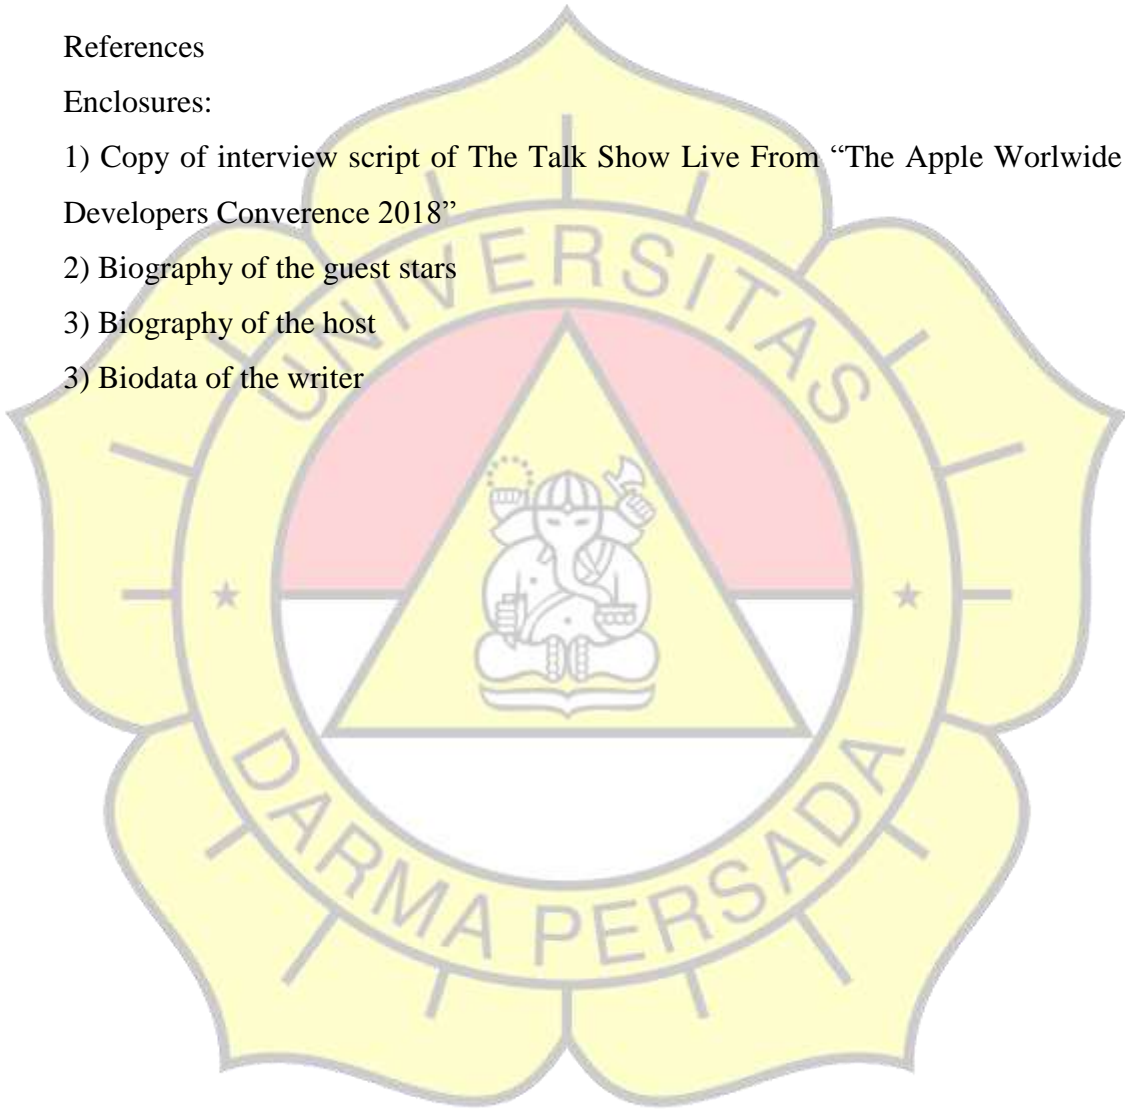 References
Enclosures:
1) Copy of interview script of The Talk Show Live From “The Apple Worlwide
Developers Converence 2018”
2) Biography of the guest stars
3) Biography of the host
3) Biodata of the writer
UNIVERSITAS
DARMA PERSADA